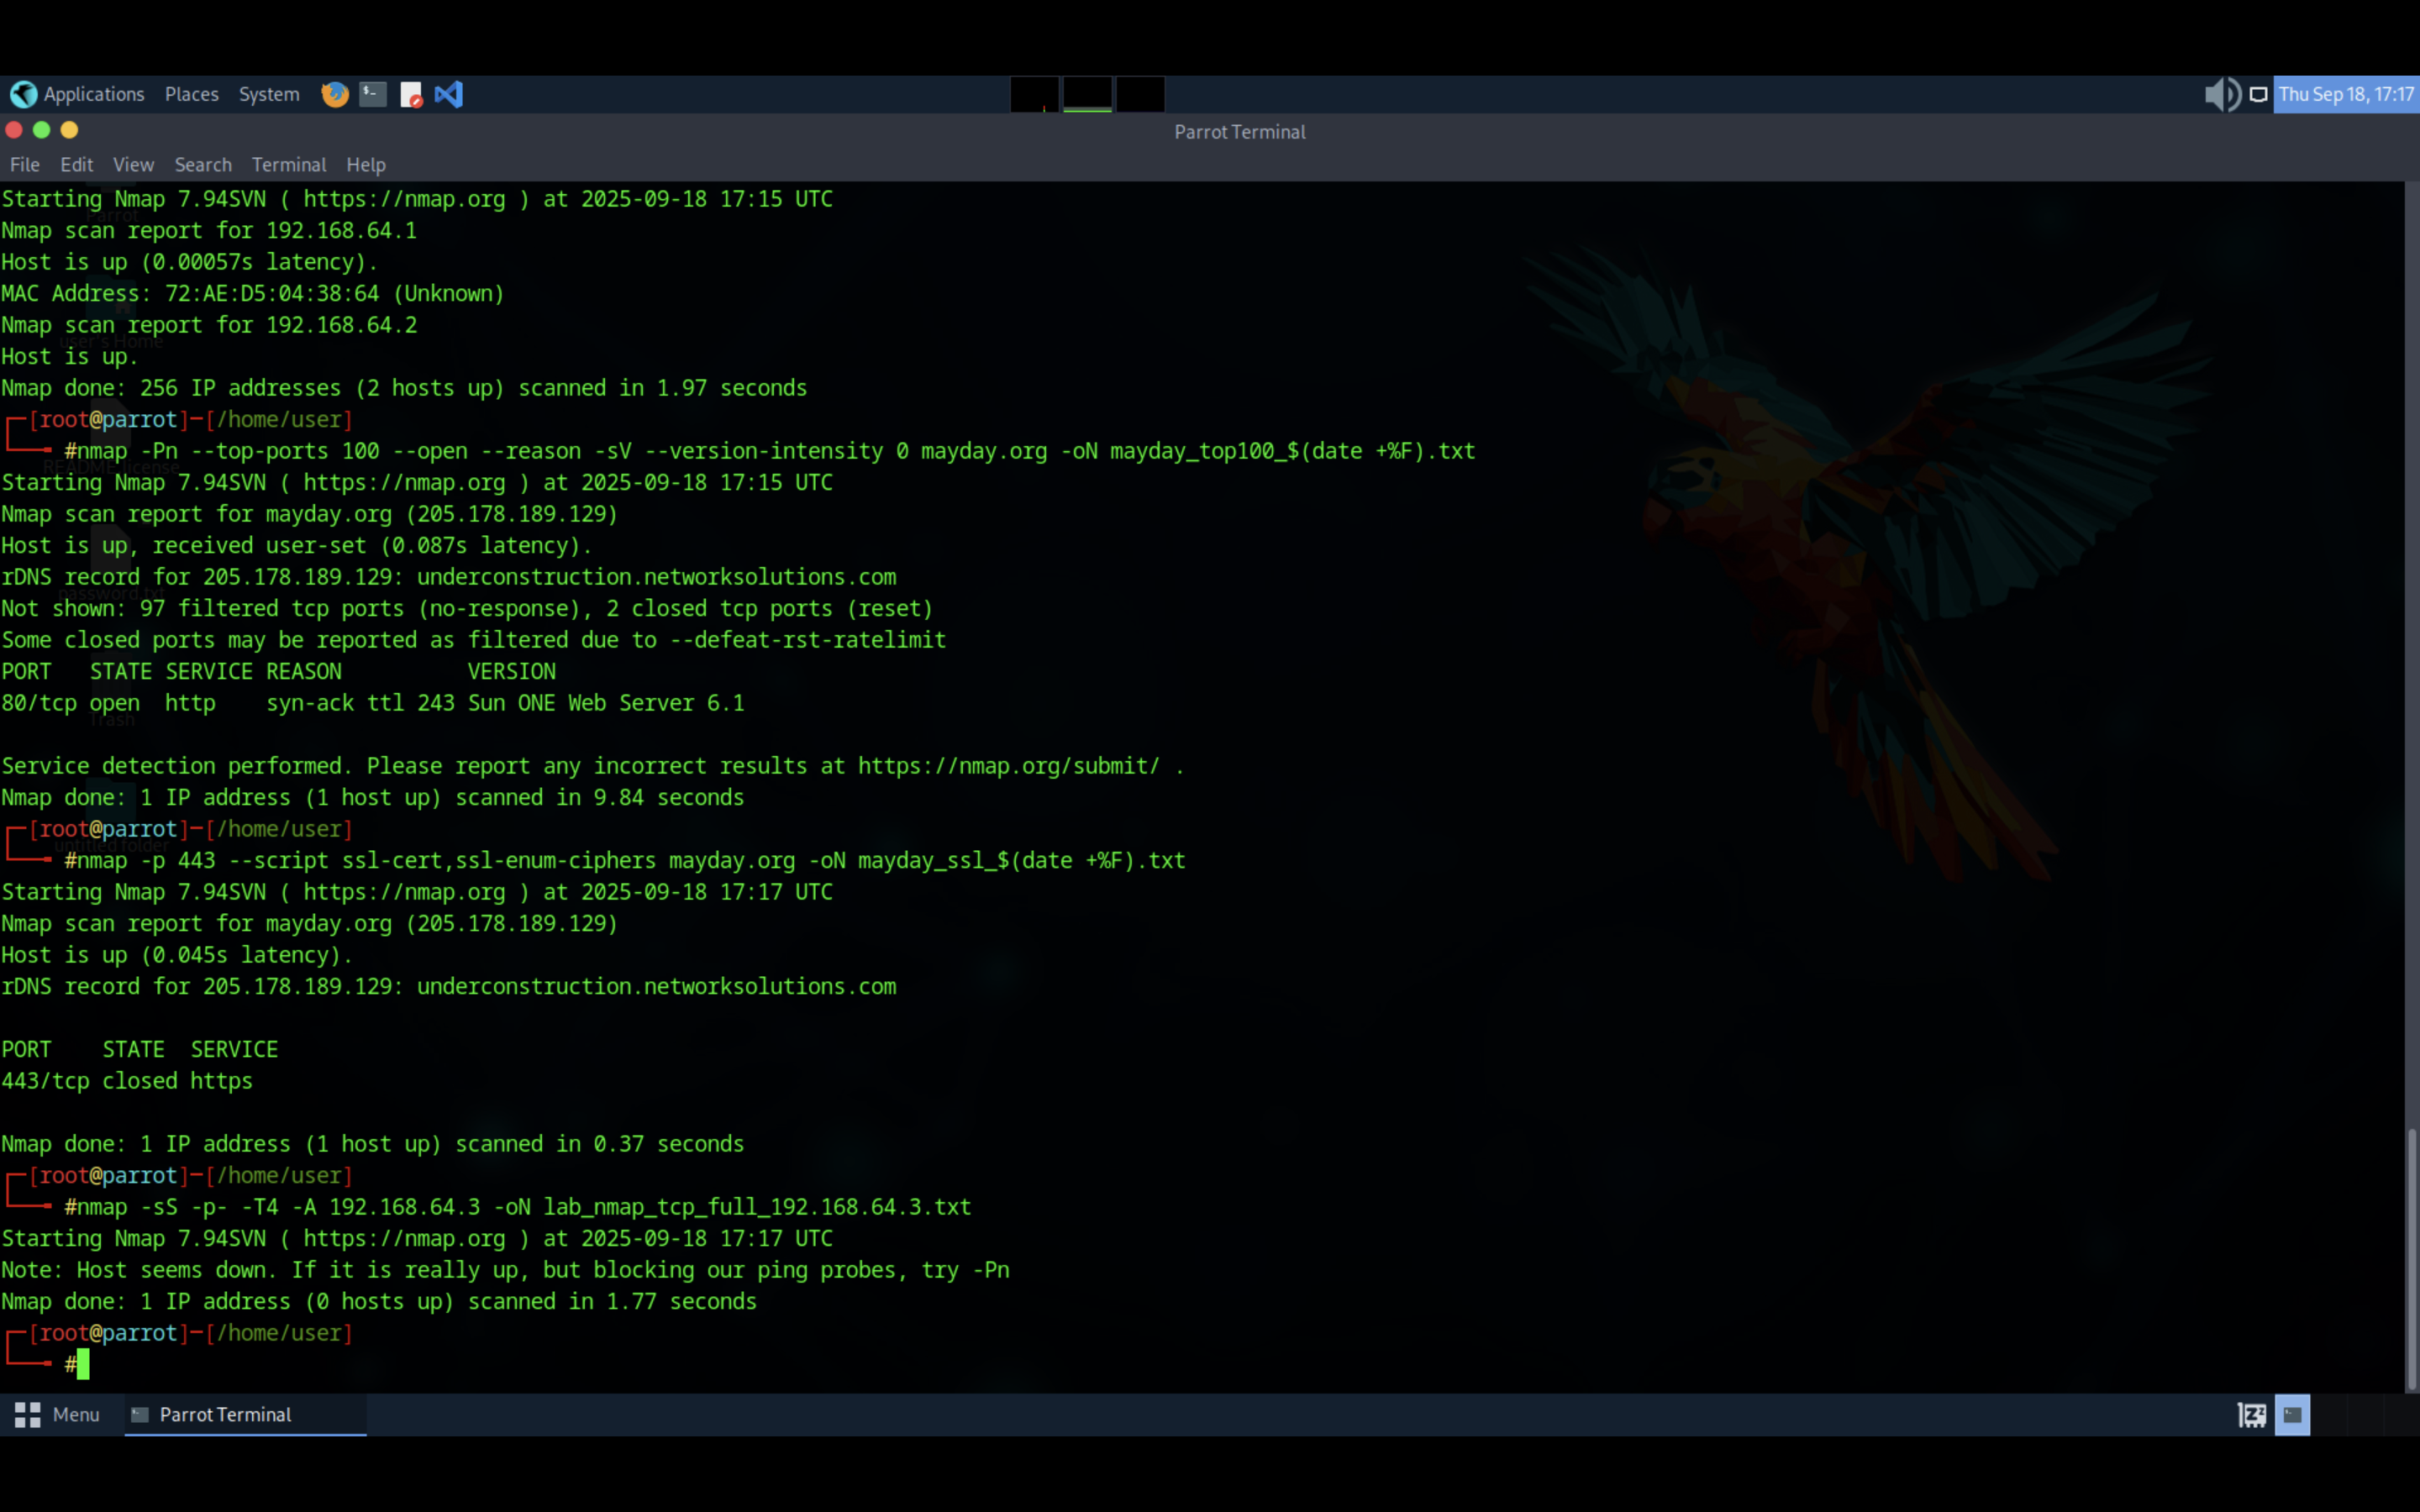 Applications Places System Thu Sep 18, 17:17
Parrot Terminal
File Edit View Search Terminal Help
Starting Nmap 7.94SVN ( https://nmap.org ) at 2025-09-18 17:15 UTC
Nmap scan report for 192.168.64.1
Host is up (0.00057s latency).
MAC Address: 72:AE:D5:04:38:64 (Unknown)
Nmap scan report for 192.168.64.2
Host is up.
Nmap done: 256 IP addresses (2 hosts up) scanned in 1.97 seconds
[root@parrot]-[/home/user]
#nmap -Pn --top-ports 100 --open --reason -sV --version-intensity 0 mayday.org -oN mayday_top100_$(date +%F).txt
Starting Nmap 7.94SVN ( https://nmap.org ) at 2025-09-18 17:15 UTC
Nmap scan report for mayday.org (205.178.189.129)
Host is up, received user-set (0.087s latency).
rDNS record for 205.178.189.129: underconstruction.networksolutions.com
Not shown: 97 filtered tcp ports (no-response), 2 closed tcp ports (reset)
Some closed ports may be reported as filtered due to --defeat-rst-ratelimit
PORT   STATE SERVICE REASON          VERSION
80/tcp open  http    syn-ack ttl 243 Sun ONE Web Server 6.1
Service detection performed. Please report any incorrect results at https://nmap.org/submit/ .
Nmap done: 1 IP address (1 host up) scanned in 9.84 seconds
[root@parrot]-[/home/user]
#nmap -p 443 --script ssl-cert,ssl-enum-ciphers mayday.org -oN mayday_ssl_$(date +%F).txt
Starting Nmap 7.94SVN ( https://nmap.org ) at 2025-09-18 17:17 UTC
Nmap scan report for mayday.org (205.178.189.129)
Host is up (0.045s latency).
rDNS record for 205.178.189.129: underconstruction.networksolutions.com
PORT    STATE  SERVICE
443/tcp closed https
Nmap done: 1 IP address (1 host up) scanned in 0.37 seconds
[root@parrot]-[/home/user]
#nmap -sS -p- -T4 -A 192.168.64.3 -oN lab_nmap_tcp_full_192.168.64.3.txt
Starting Nmap 7.94SVN ( https://nmap.org ) at 2025-09-18 17:17 UTC
Note: Host seems down. If it is really up, but blocking our ping probes, try -Pn
Nmap done: 1 IP address (0 hosts up) scanned in 1.77 seconds
[root@parrot]-[/home/user]
#
Parrot
user's Home
README license
password.txt
Trash
untitled folder
Menu Parrot Terminal